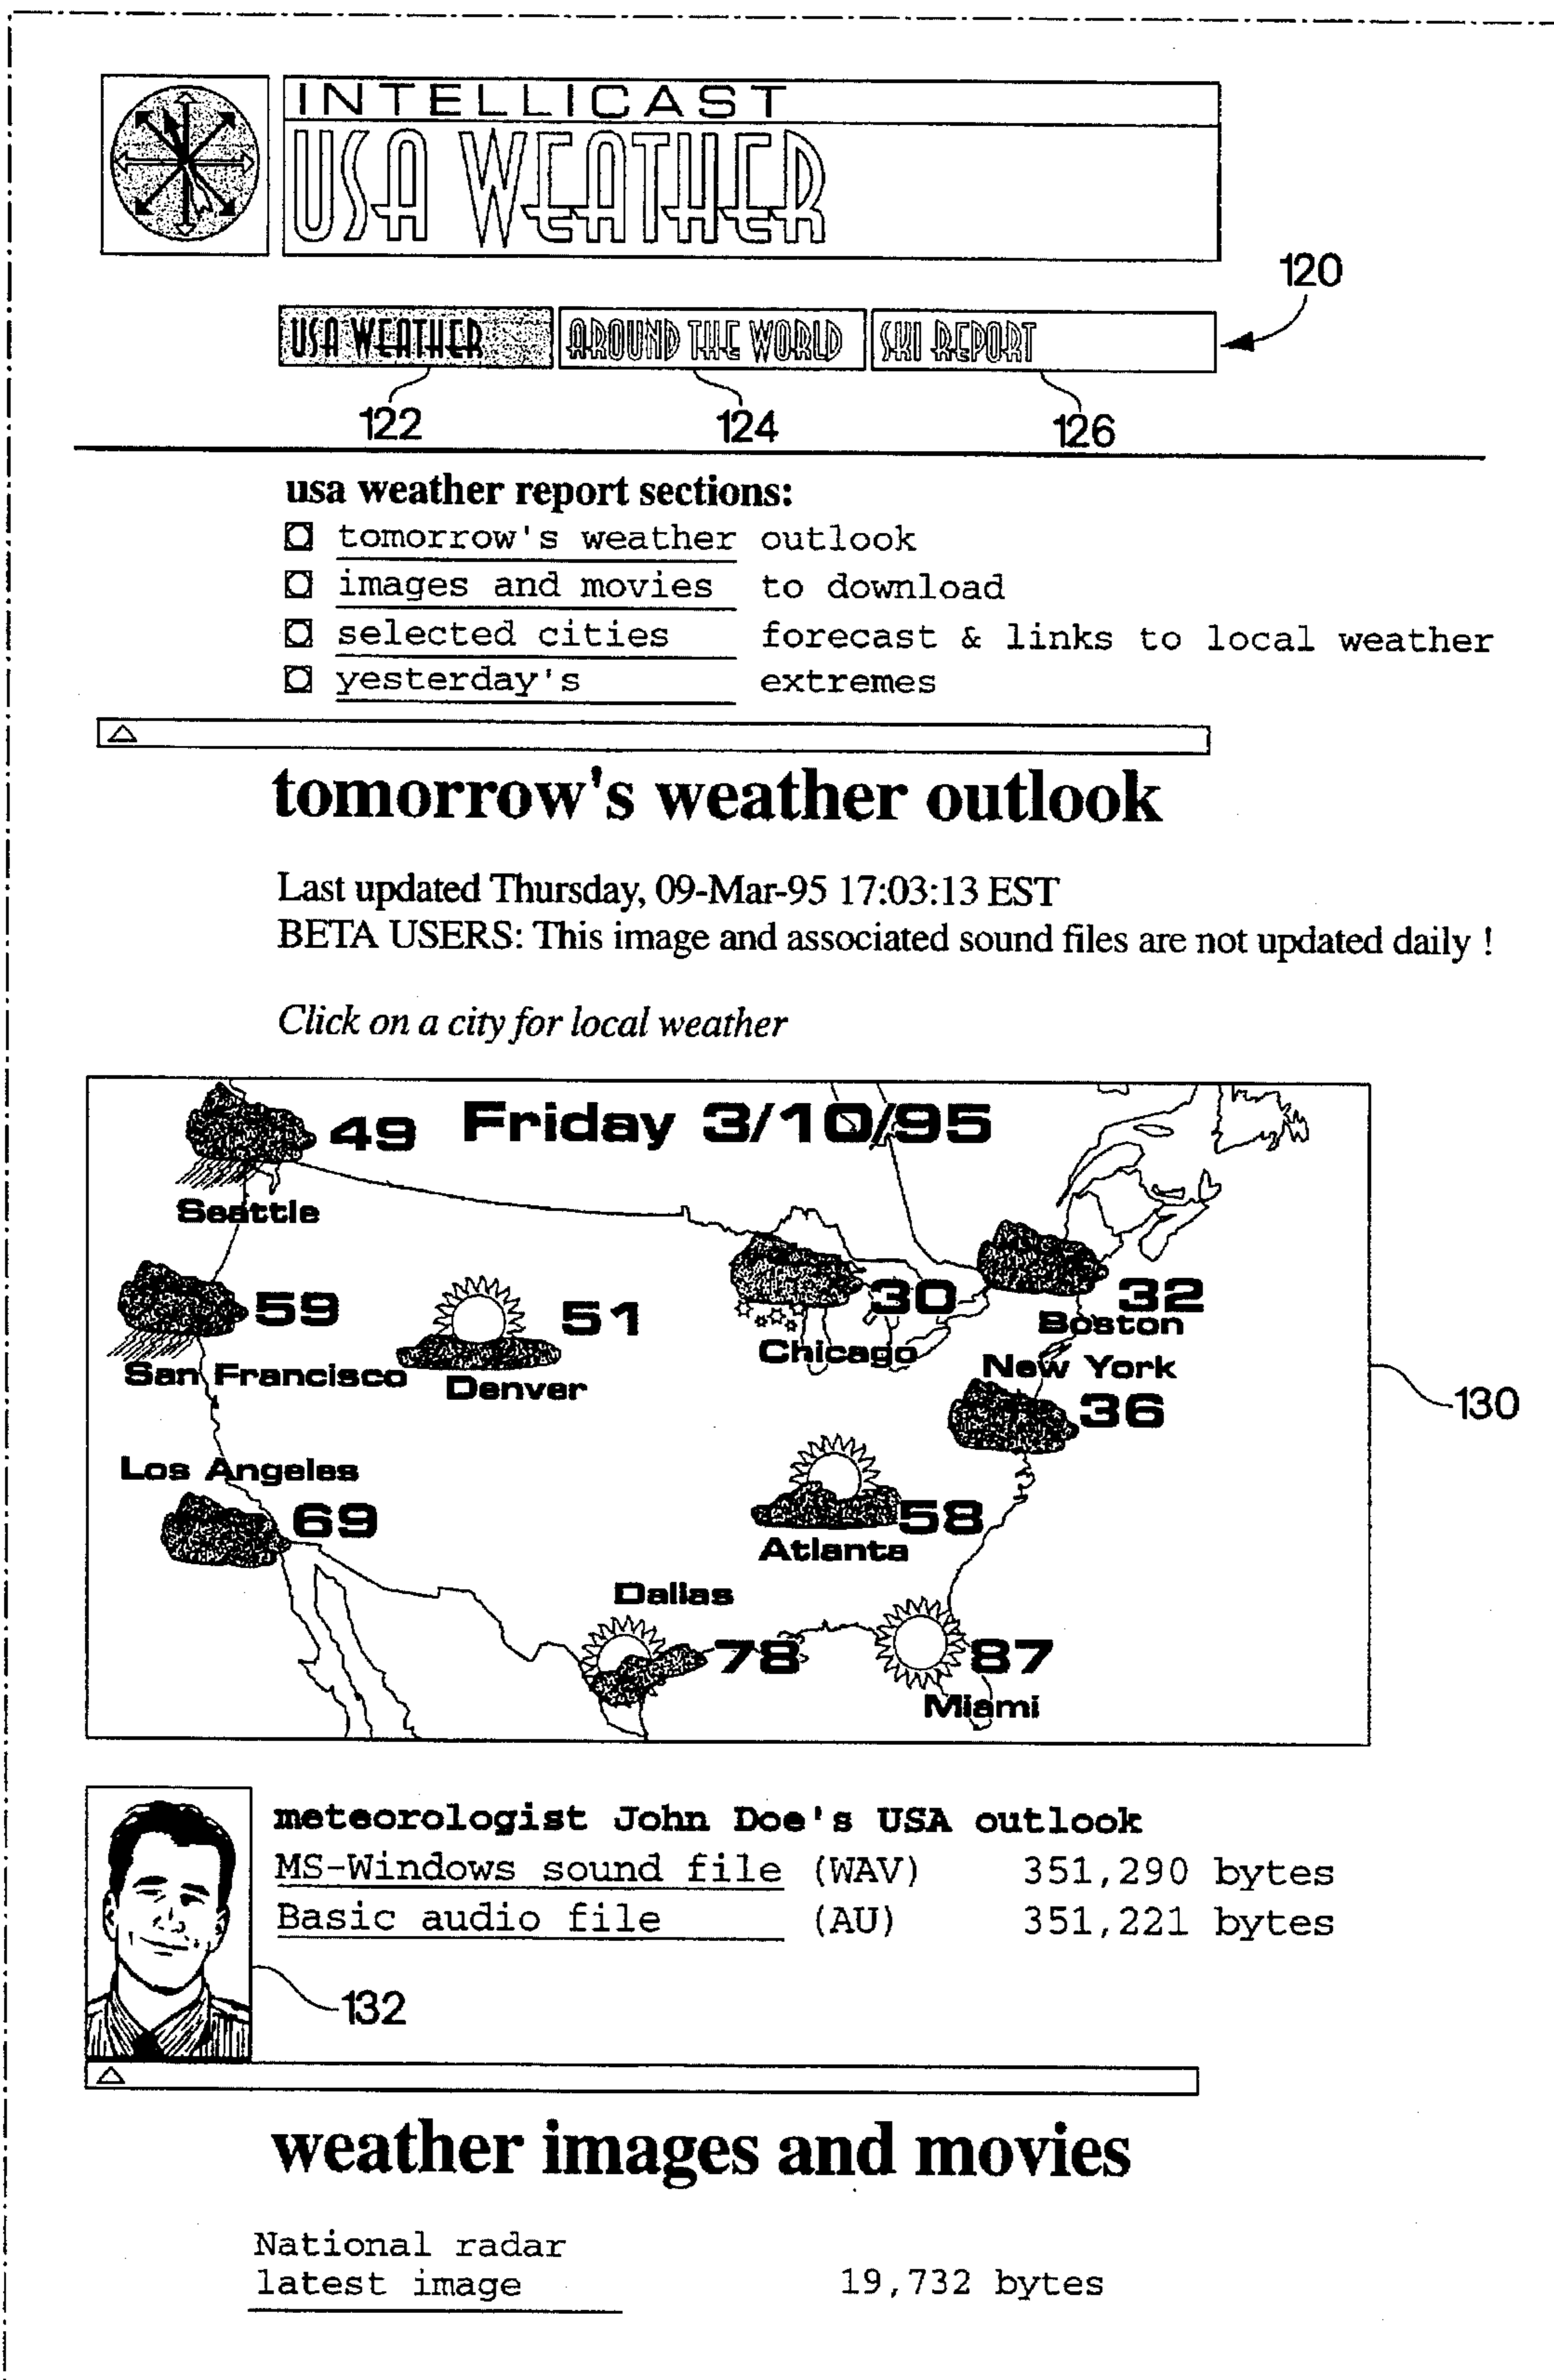 INTELLICAST
USA WEATHER
120
USA WEATHER AROUND THE WORLD SKI REPORT
122 124 126
usa weather report sections:
tomorrow's weather outlook
images and movies to download
selected cities forecast & links to local weather
yesterday's extremes
tomorrow's weather outlook
Last updated Thursday, 09-Mar-95 17:03:13 EST
BETA USERS: This image and associated sound files are not updated daily !
Click on a city for local weather
49 Friday 3/10/95
Seattle
59 51 30 32
Boston
San Francisco Denver Chicago New York
36
130
Los Angeles
69 58
Atlanta
Dallas
78 87
Miami
meteorologist John Doe's USA outlook
MS-Windows sound file (WAV) 351,290 bytes
Basic audio file (AU) 351,221 bytes
132
weather images and movies
National radar
latest image 19,732 bytes